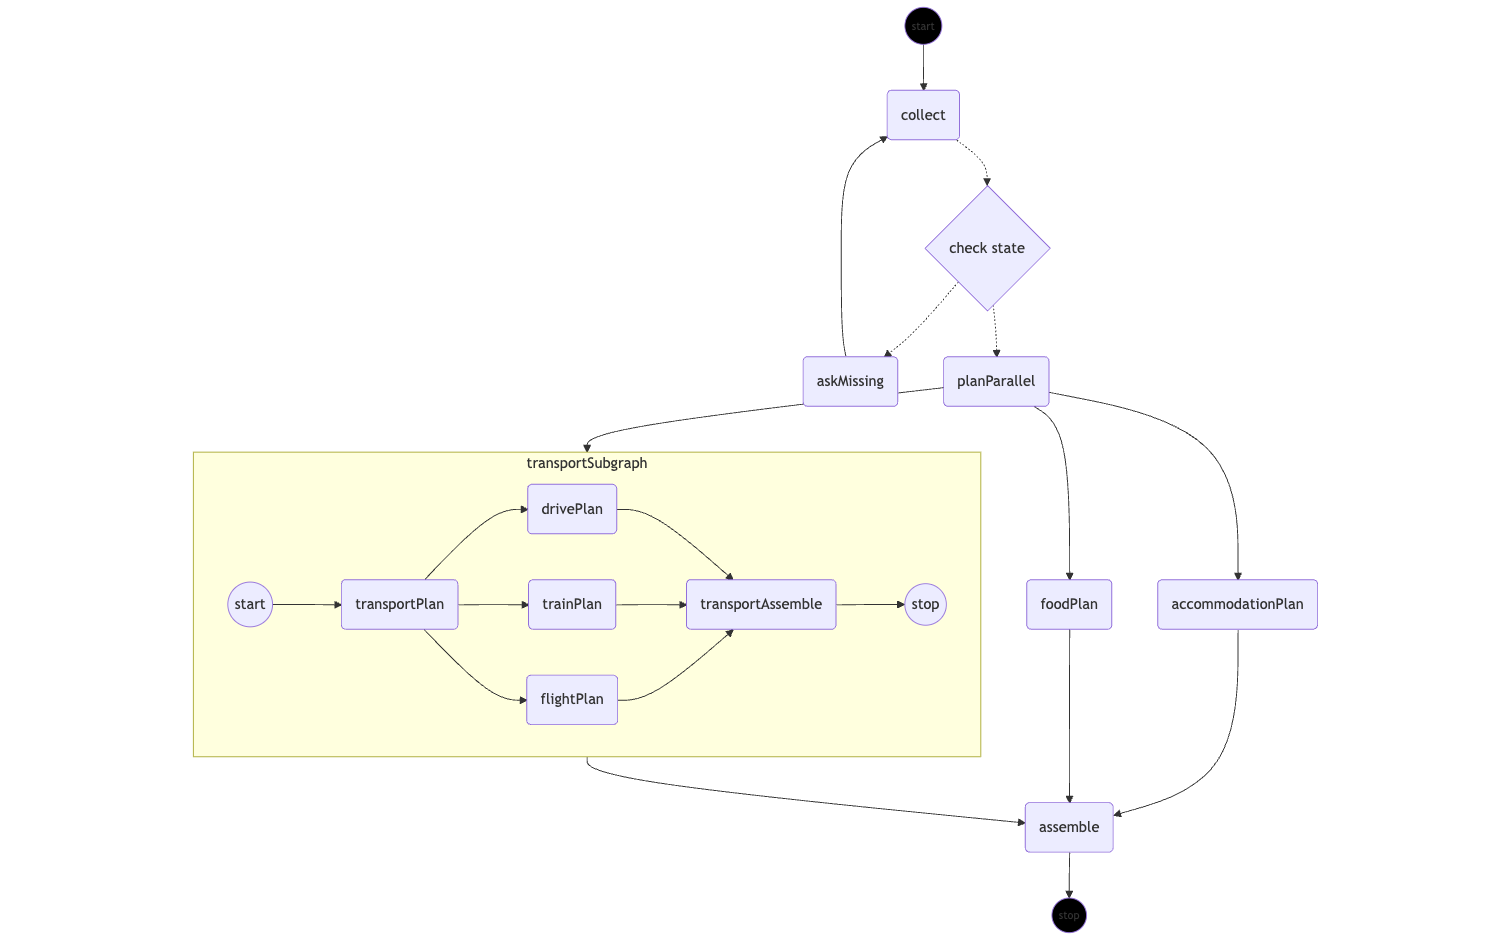 start
collect
check state
askMissing
planParallel
transportSubgraph
drivePlan
start
transportPlan
trainPlan
transportAssemble
stop
flightPlan
foodPlan
accommodationPlan
assemble
stop